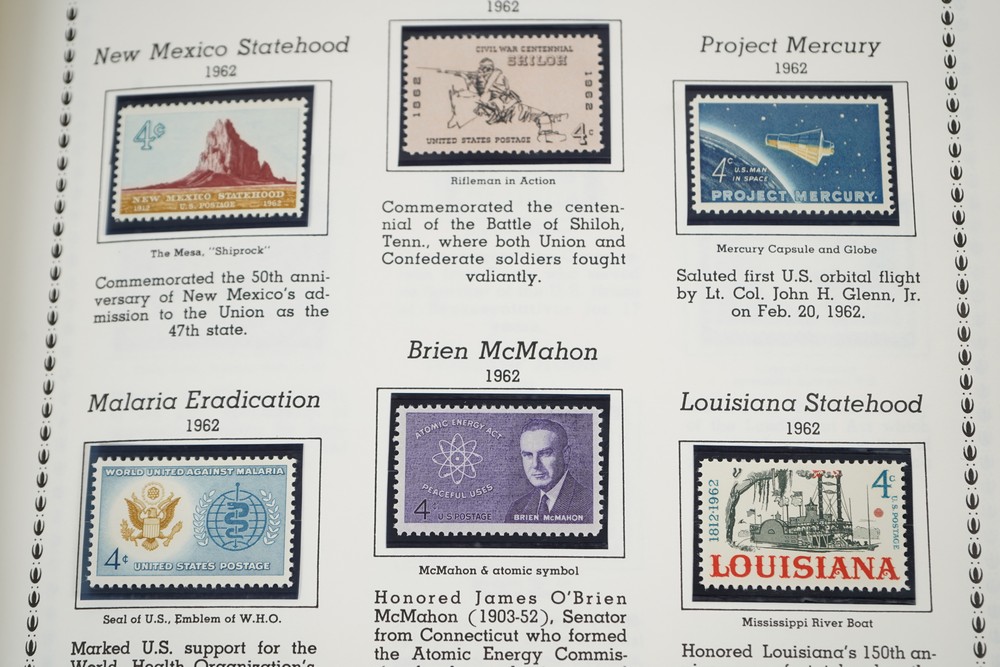 New Mexico Statehood
1962
4¢
NEW MEXICO STATEHOOD
1912 U.S. POSTAGE 1962
The Mesa, "Shiprock"
Commemorated the 50th anni-
versary of New Mexico's ad-
mission to the Union as the
47th state.
1962
CIVIL WAR CENTENNIAL
SHILOH
1862
1962
UNITED STATES POSTAGE 4c
Rifleman in Action
Commemorated the centen-
nial of the Battle of Shiloh,
Tenn., where both Union and
Confederate soldiers fought
valiantly.
Project Mercury
1962
4c U.S. MAN
IN SPACE
PROJECT MERCURY
Mercury Capsule and Globe
Saluted first U.S. orbital flight
by Lt. Col. John H. Glenn, Jr.
on Feb. 20, 1962.
Malaria Eradication
1962
WORLD UNITED AGAINST MALARIA
4¢ UNITED STATES POSTAGE
Seal of U.S., Emblem of W.H.O.
Marked U.S. support for the
World Health Organization's
Brien McMahon
1962
ATOMIC ENERGY ACT
PEACEFUL USES
4 U·S·POSTAGE
BRIEN McMAHON
McMahon & atomic symbol
Honored James O'Brien
McMahon (1903-52), Senator
from Connecticut who formed
the Atomic Energy Commis-
Louisiana Statehood
1962
1812-1962
4c
U.S. POSTAGE
LOUISIANA
Mississippi River Boat
Honored Louisiana's 150th an-